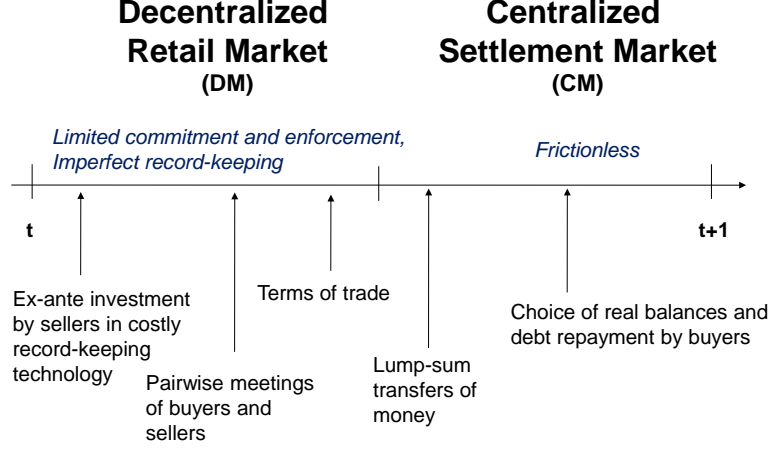 Decentralized
Retail Market
(DM)
Centralized
Settlement Market
(CM)
Limited commitment and enforcement,
Imperfect record-keeping
Frictionless
t
t+1
Ex-ante investment
by sellers in costly
record-keeping
technology
Pairwise meetings
of buyers and
sellers
Terms of trade
Lump-sum
transfers of
money
Choice of real balances and
debt repayment by buyers